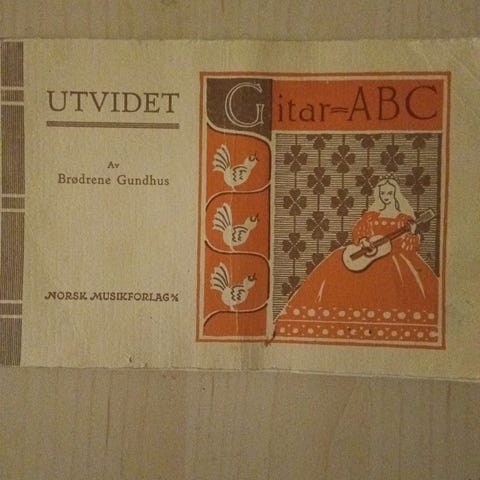 UTVIDET
Av
Brødrene Gundhus
NORSK MUSIKFORLAG A/S
Gitar=ABC